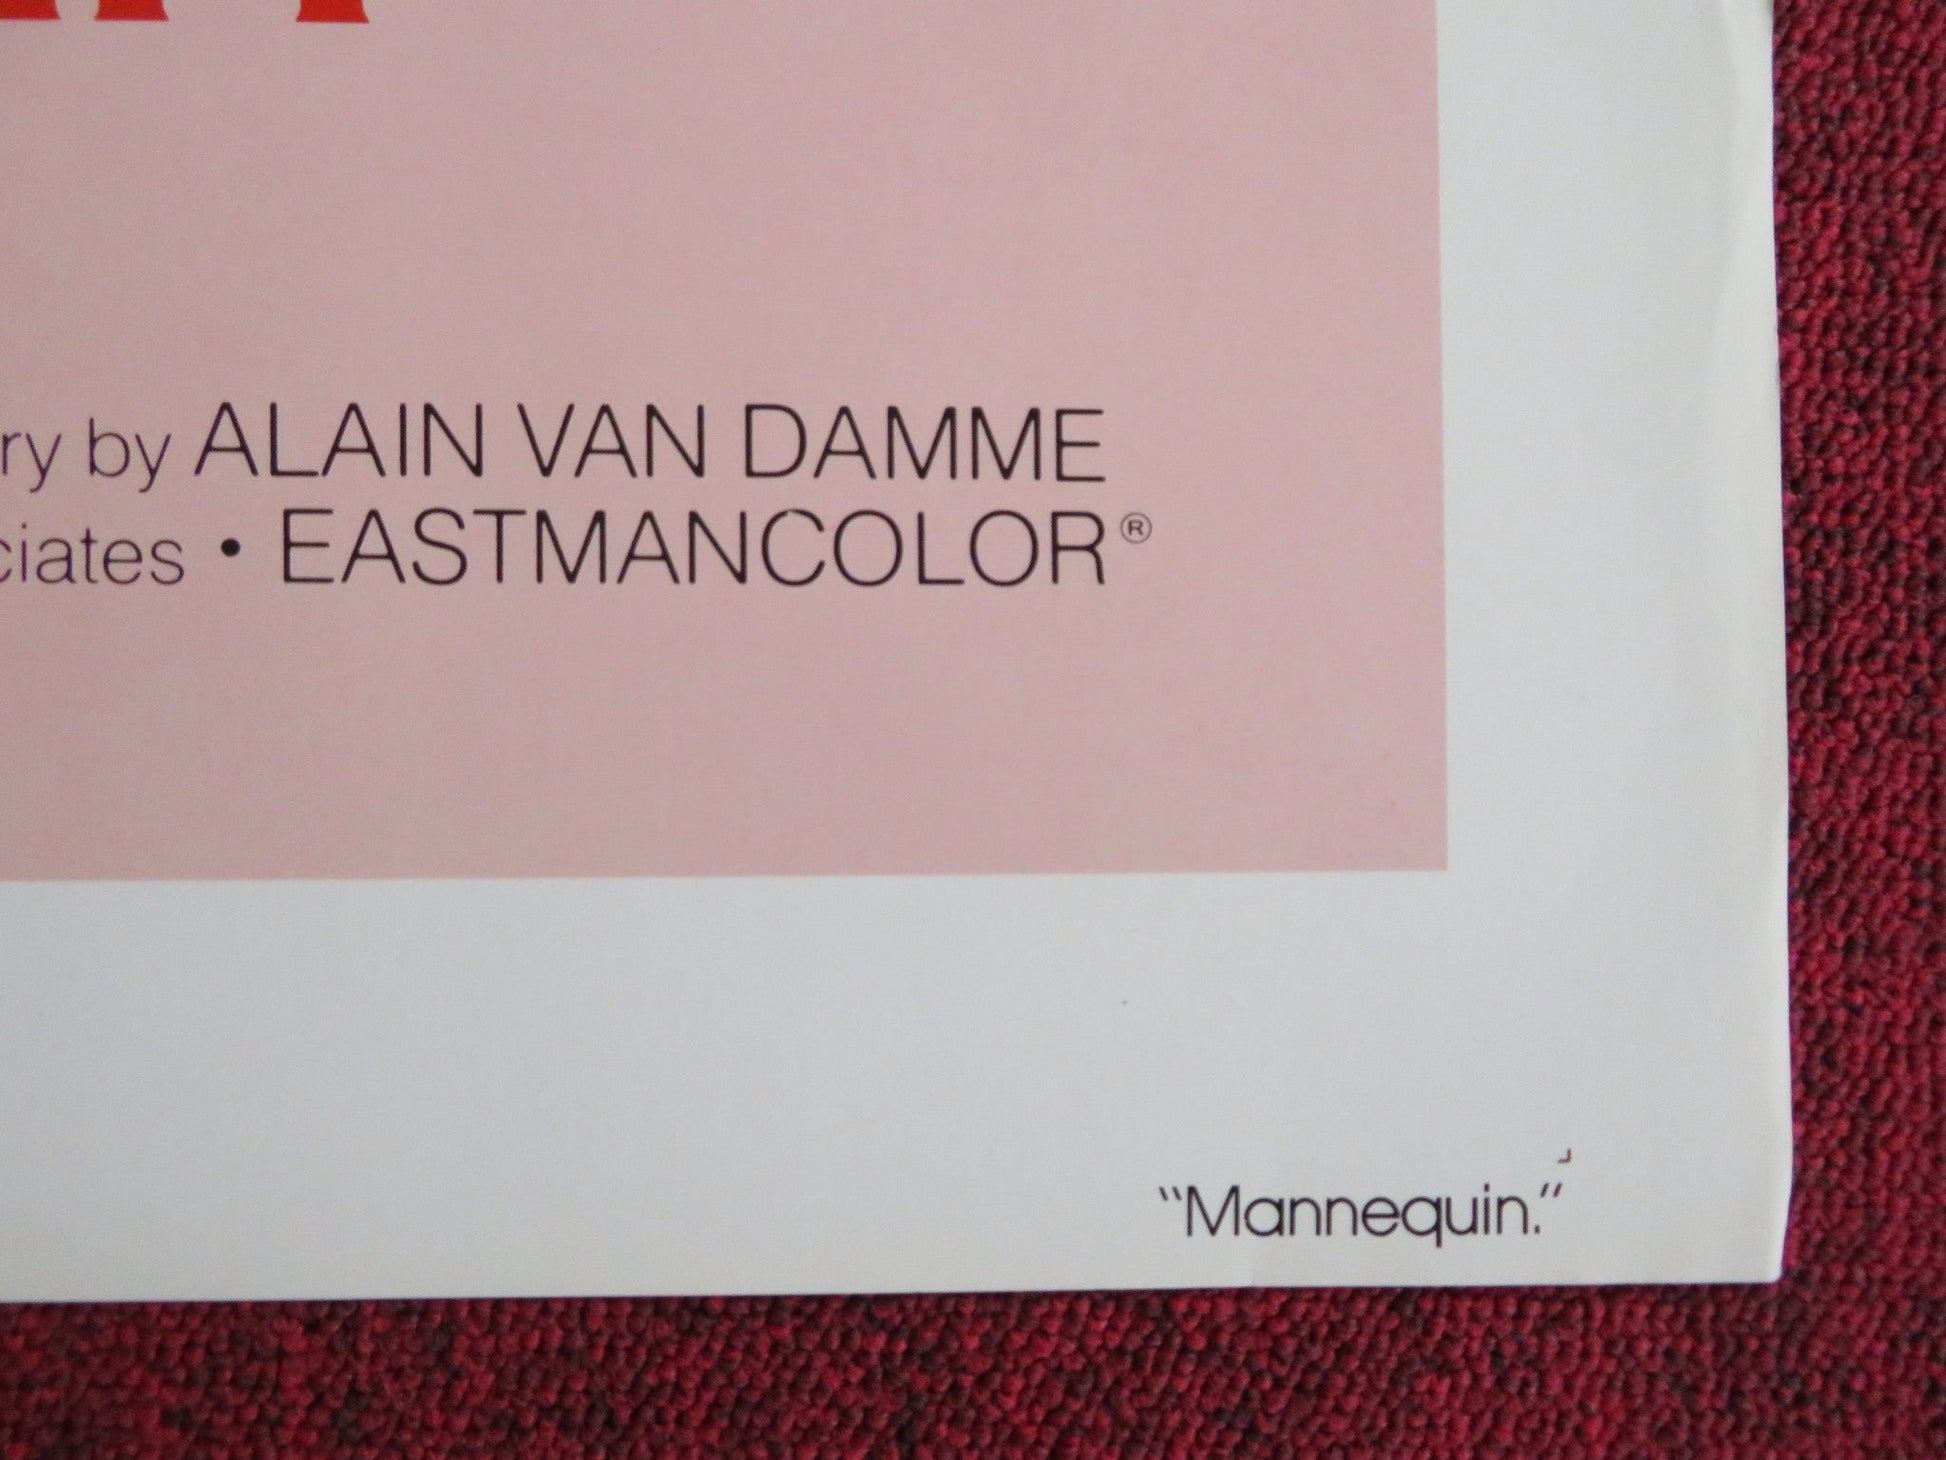 ry by ALAIN VAN DAMME
ciates • EASTMANCOLOR®
"Mannequin."